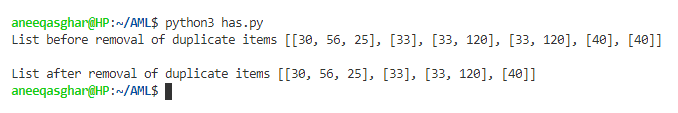 aneeqasghar@HP:~/AML$ python3 has.py
List before removal of duplicate items [[30, 56, 25], [33], [33, 120], [33, 120], [40], [40]]
List after removal of duplicate items [[30, 56, 25], [33], [33, 120], [40]]
aneeqasghar@HP:~/AML$